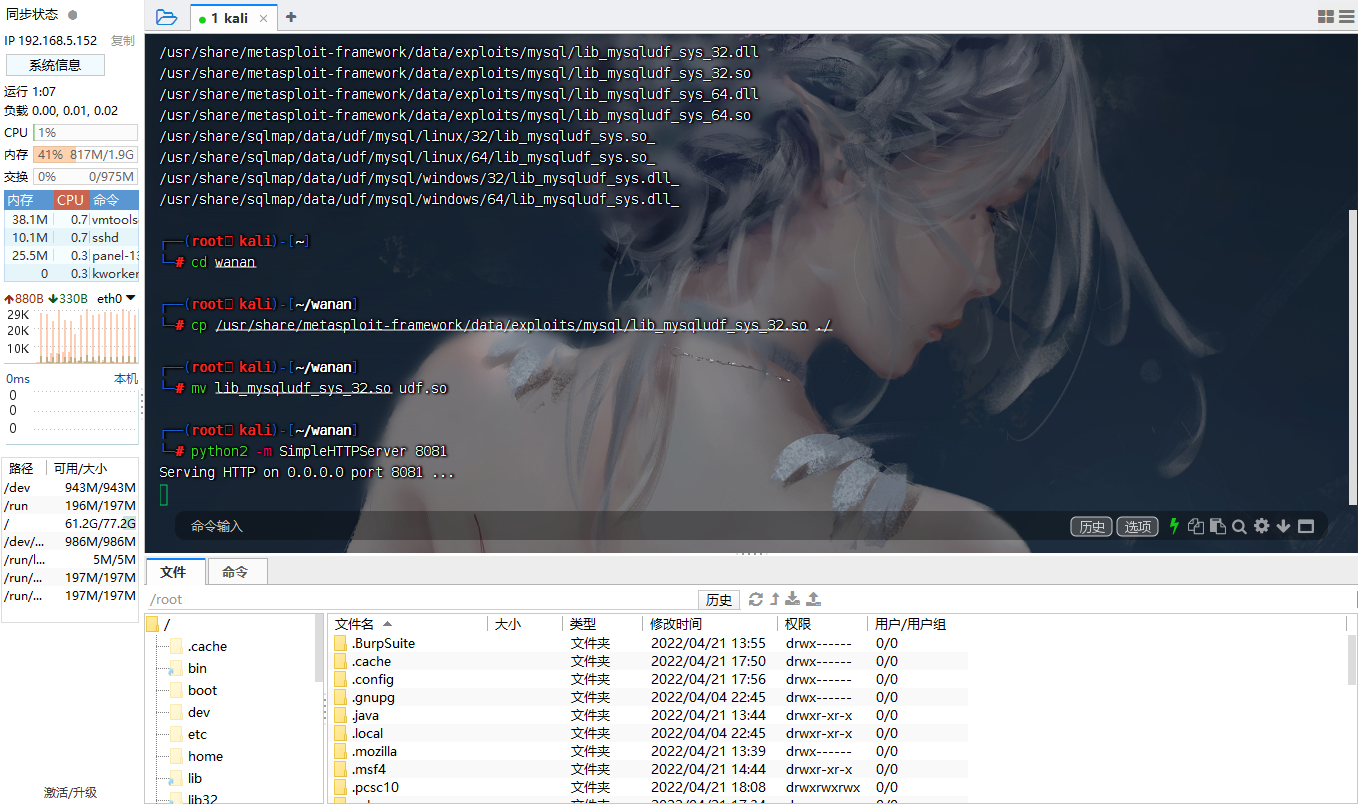 同步状态
IP 192.168.5.152 复制
系统信息
运行 1:07
负载 0.00, 0.01, 0.02
CPU 1%
内存 41% 817M/1.9G
交换 0% 0/975M
内存 CPU 命令
38.1M 0.7 vmtools
10.1M 0.7 sshd
25.5M 0.3 panel-13
0 0.3 kworker
880B 330B eth0
29K
20K
10K
0ms 本机
0
0
0
路径 可用/大小
/dev 943M/943M
/run 196M/197M
/ 61.2G/77.2G
/dev/... 986M/986M
/run/l... 5M/5M
/run/... 197M/197M
/run/... 197M/197M
激活/升级
1 kali
/usr/share/metasploit-framework/data/exploits/mysql/lib_mysqludf_sys_32.dll
/usr/share/metasploit-framework/data/exploits/mysql/lib_mysqludf_sys_32.so
/usr/share/metasploit-framework/data/exploits/mysql/lib_mysqludf_sys_64.dll
/usr/share/metasploit-framework/data/exploits/mysql/lib_mysqludf_sys_64.so
/usr/share/sqlmap/data/udf/mysql/linux/32/lib_mysqludf_sys.so_
/usr/share/sqlmap/data/udf/mysql/linux/64/lib_mysqludf_sys.so_
/usr/share/sqlmap/data/udf/mysql/windows/32/lib_mysqludf_sys.dll_
/usr/share/sqlmap/data/udf/mysql/windows/64/lib_mysqludf_sys.dll_
┌──(root kali)-[~]
└─# cd wanan
┌──(root kali)-[~/wanan]
└─# cp /usr/share/metasploit-framework/data/exploits/mysql/lib_mysqludf_sys_32.so ./
┌──(root kali)-[~/wanan]
└─# mv lib_mysqludf_sys_32.so udf.so
┌──(root kali)-[~/wanan]
└─# python2 -m SimpleHTTPServer 8081
Serving HTTP on 0.0.0.0 port 8081 ...
命令输入 历史 选项
文件 命令
/root 历史
/
.cache
bin
boot
dev
etc
home
lib
lib32
文件名 大小 类型 修改时间 权限 用户/用户组
.BurpSuite 文件夹 2022/04/21 13:55 drwx------ 0/0
.cache 文件夹 2022/04/21 17:50 drwx------ 0/0
.config 文件夹 2022/04/21 17:56 drwx------ 0/0
.gnupg 文件夹 2022/04/04 22:45 drwx------ 0/0
.java 文件夹 2022/04/21 13:44 drwxr-xr-x 0/0
.local 文件夹 2022/04/04 22:45 drwxr-xr-x 0/0
.mozilla 文件夹 2022/04/21 13:39 drwx------ 0/0
.msf4 文件夹 2022/04/21 14:44 drwxr-xr-x 0/0
.pcsc10 文件夹 2022/04/21 18:08 drwxrwxrwx 0/0